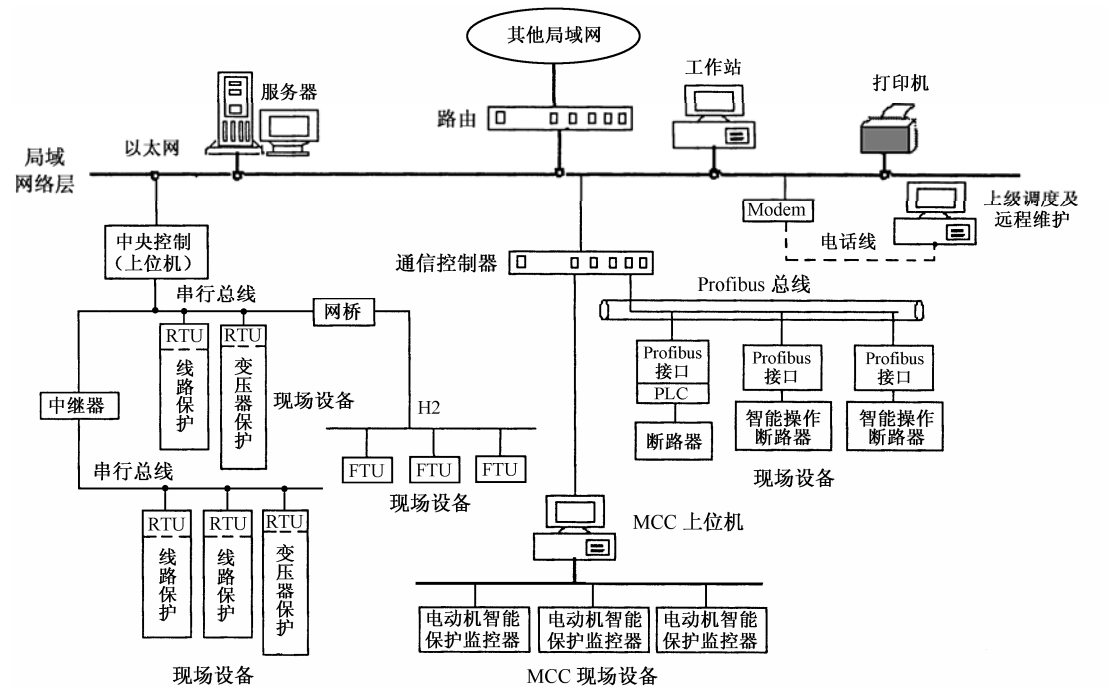 其他局域网
服务器
路由
工作站
打印机
以太网
局域
网络层
中央控制
（上位机）
通信控制器
Modem
电话线
上级调度及
远程维护
串行总线
网桥
Profibus 总线
RTU
线路保护
RTU
变压器保护
现场设备
中继器
H2
FTU
FTU
FTU
现场设备
Profibus
接口
PLC
断路器
Profibus
接口
智能操作
断路器
Profibus
接口
智能操作
断路器
现场设备
串行总线
RTU
线路保护
RTU
线路保护
RTU
变压器保护
现场设备
MCC 上位机
电动机智能
保护监控器
电动机智能
保护监控器
电动机智能
保护监控器
MCC 现场设备